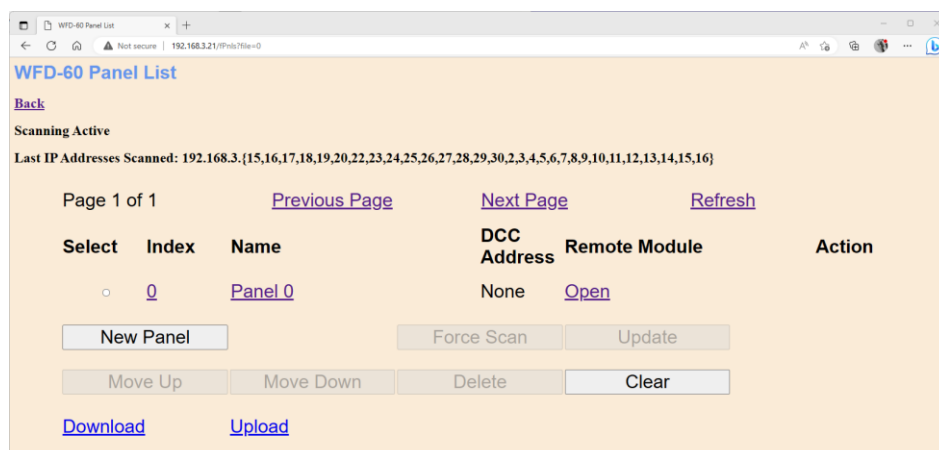 WFD-60 Panel List
Not secure | 192.168.3.21/fPnls?file=0
WFD-60 Panel List
Back
Scanning Active
Last IP Addresses Scanned: 192.168.3.{15,16,17,18,19,20,22,23,24,25,26,27,28,29,30,2,3,4,5,6,7,8,9,10,11,12,13,14,15,16}
Page 1 of 1 Previous Page Next Page Refresh
Select Index Name DCC Address Remote Module Action
0 Panel 0 None Open
New Panel Force Scan Update
Move Up Move Down Delete Clear
Download Upload